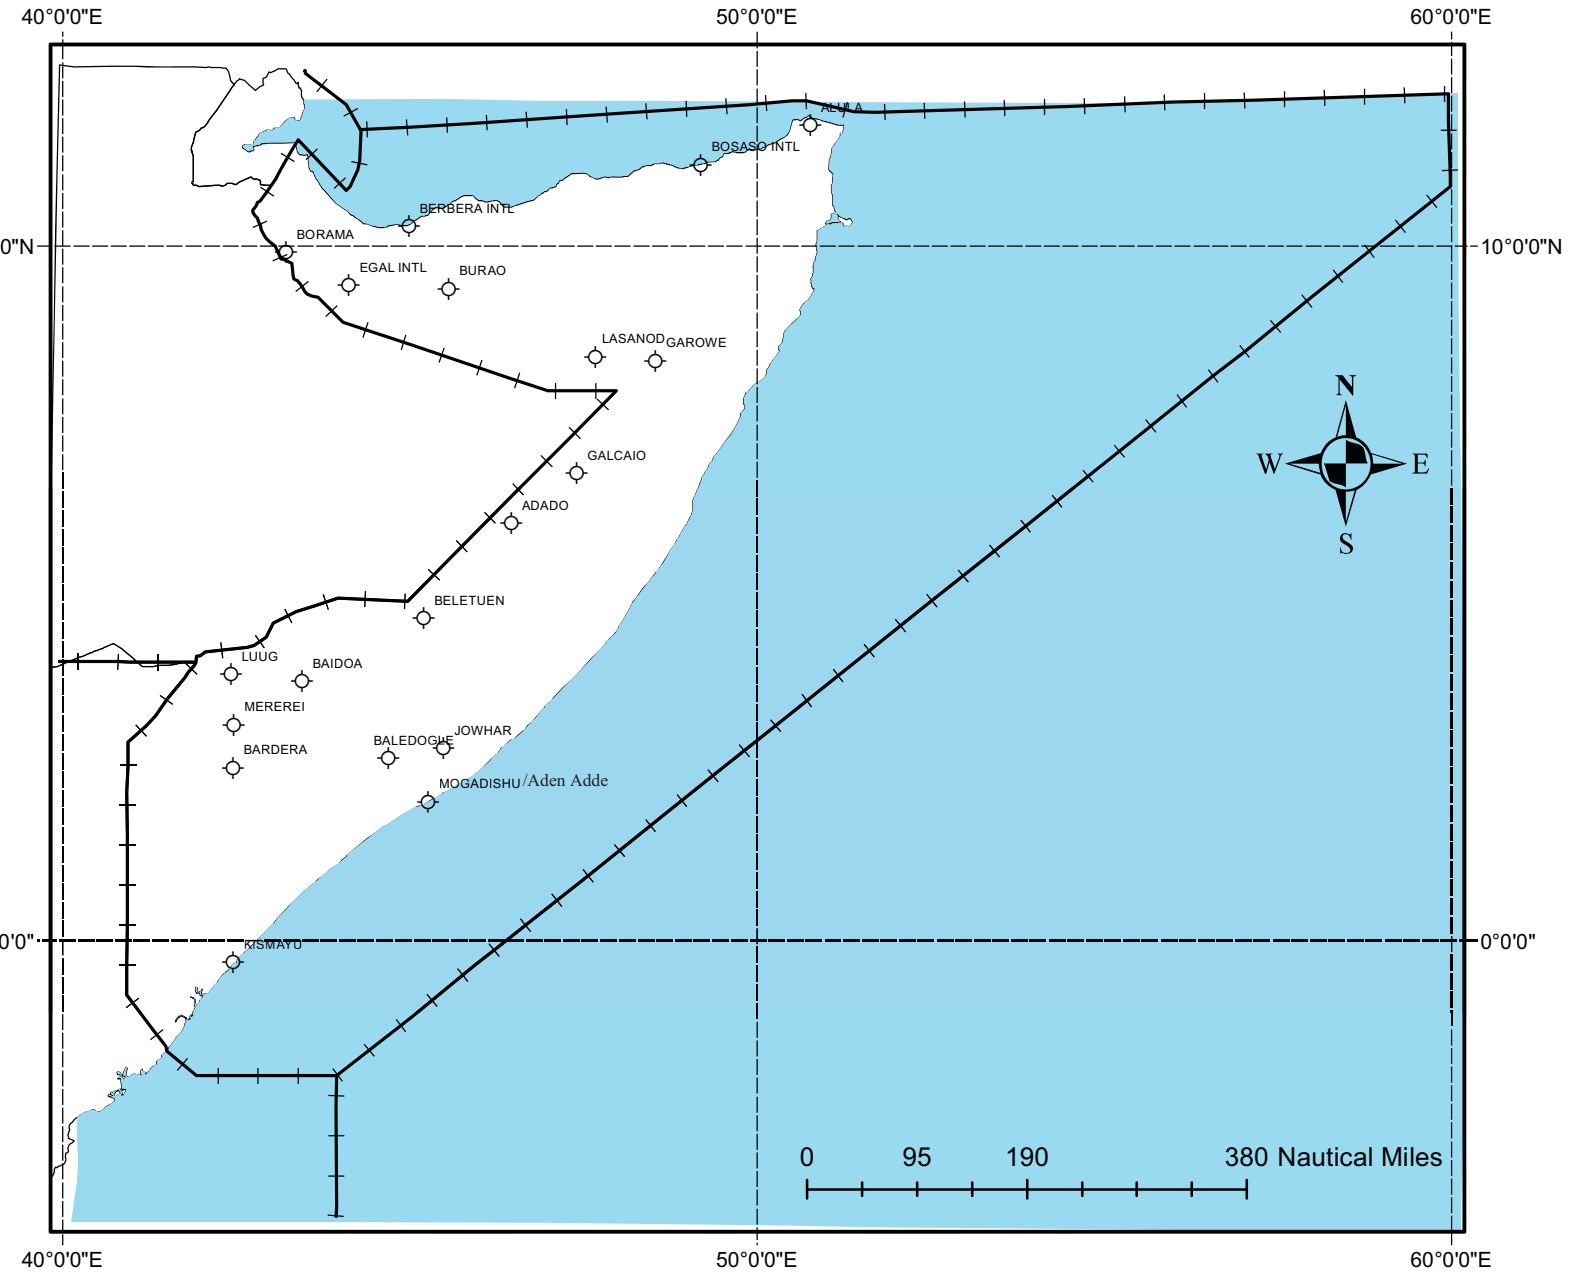 40°0'0"E 50°0'0"E 60°0'0"E
ALULA
BOSASO INTL
BERBERA INTL
BORAMA
0"N 10°0'0"N
EGAL INTL BURAO
LASANOD GAROWE
N
GALCAIO
W E
ADADO
S
BELETUEN
LUUG
BAIDOA
MEREREI
JOWHAR
BALEDOGLE
BARDERA
MOGADISHU/Aden Adde
0'0" 0°0'0"
KISMAYU
0 95 190 380 Nautical Miles
40°0'0"E 50°0'0"E 60°0'0"E